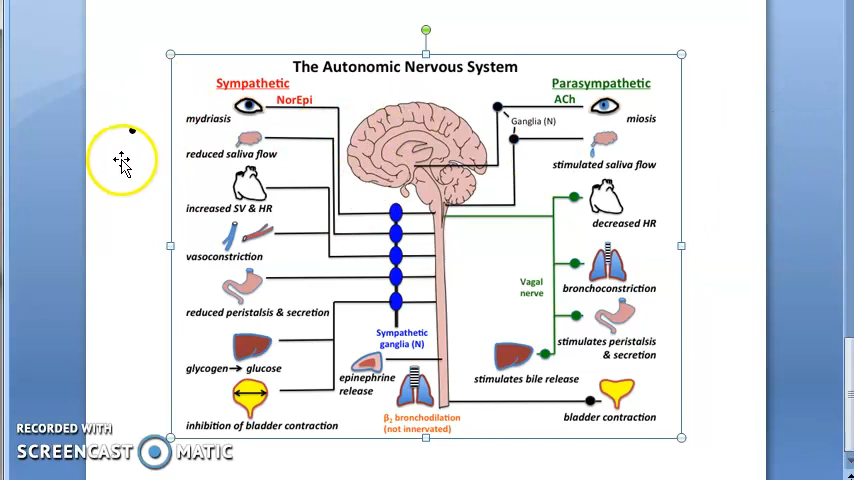 The Autonomic Nervous System
Sympathetic
Parasympathetic
NorEpi
ACh
mydriasis
Ganglia (N)
miosis
reduced saliva flow
stimulated saliva flow
increased SV & HR
decreased HR
vasoconstriction
bronchoconstriction
Vagal
nerve
reduced peristalsis & secretion
stimulates peristalsis
& secretion
Sympathetic
ganglia (N)
glycogen → glucose
epinephrine
release
stimulates bile release
β2 bronchodilation
(not innervated)
inhibition of bladder contraction
bladder contraction
RECORDED WITH
SCREENCAST MATIC